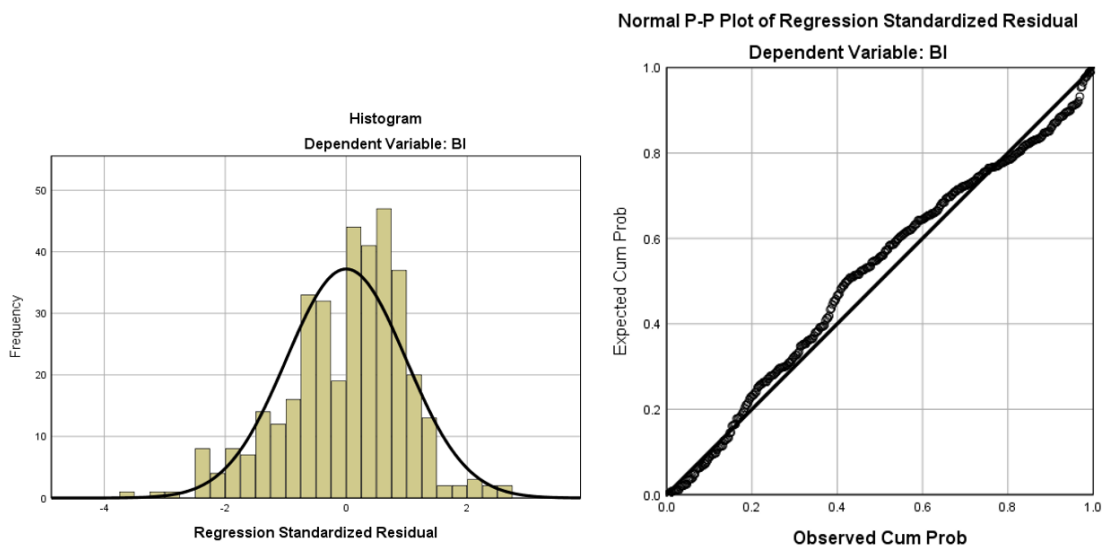 Histogram
Dependent Variable: BI
50
40
30
20
10
0
Frequency
-4
-2
0
2
Regression Standardized Residual
Normal P-P Plot of Regression Standardized Residual
Dependent Variable: BI
1.0
0.8
0.6
0.4
0.2
0.0
Expected Cum Prob
0.0
0.2
0.4
0.6
0.8
1.0
Observed Cum Prob